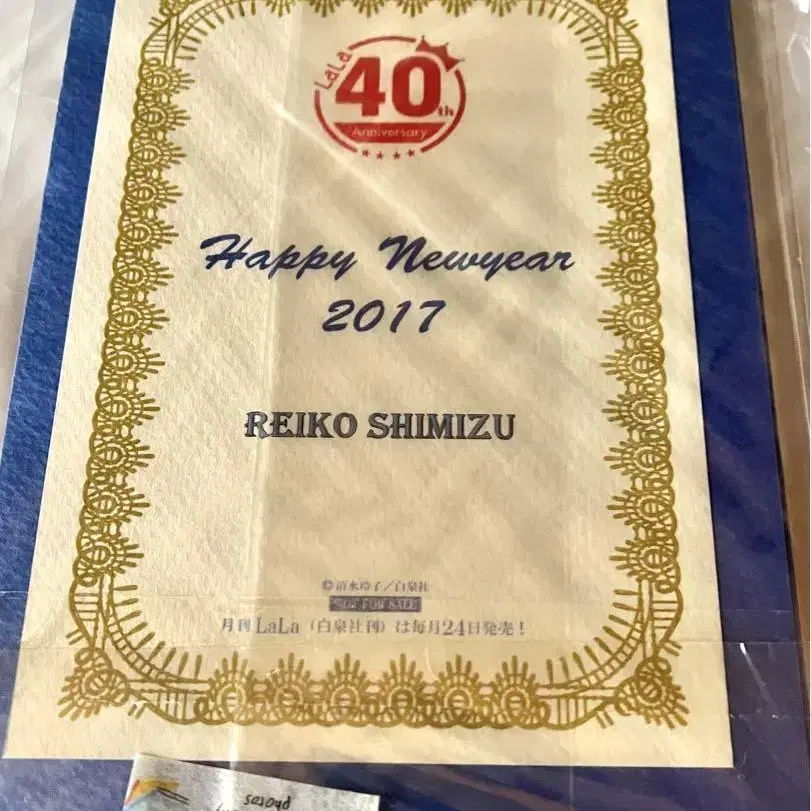 LaLa
40th
Anniversary
Happy Newyear
2017
REIKO SHIMIZU
©清水玲子/白泉社
NOT FOR SALE
月刊LaLa(白泉社刊)は毎月24日発売!
photos